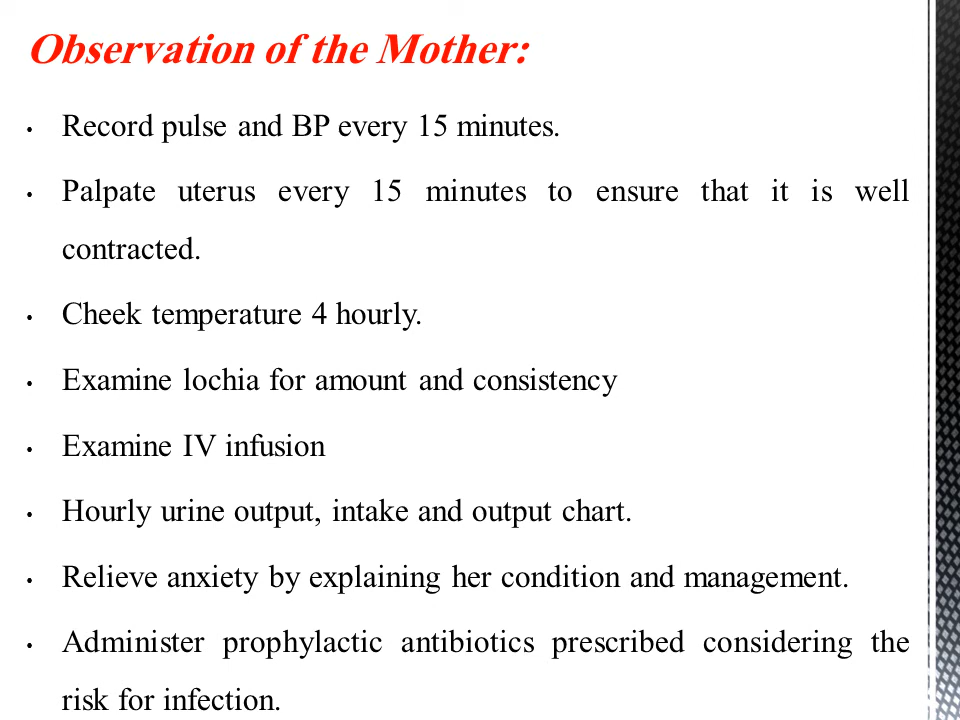 Observation of the Mother:
• Record pulse and BP every 15 minutes.
• Palpate uterus every 15 minutes to ensure that it is well
contracted.
• Cheek temperature 4 hourly.
• Examine lochia for amount and consistency
• Examine IV infusion
• Hourly urine output, intake and output chart.
• Relieve anxiety by explaining her condition and management.
• Administer prophylactic antibiotics prescribed considering the
risk for infection.